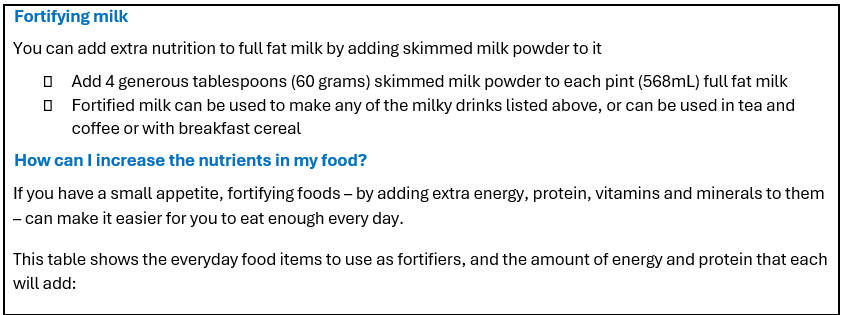 Fortifying milk
You can add extra nutrition to full fat milk by adding skimmed milk powder to it
Add 4 generous tablespoons (60 grams) skimmed milk powder to each pint (568mL) full fat milk
Fortified milk can be used to make any of the milky drinks listed above, or can be used in tea and
coffee or with breakfast cereal
How can I increase the nutrients in my food?
If you have a small appetite, fortifying foods – by adding extra energy, protein, vitamins and minerals to them
– can make it easier for you to eat enough every day.
This table shows the everyday food items to use as fortifiers, and the amount of energy and protein that each
will add: